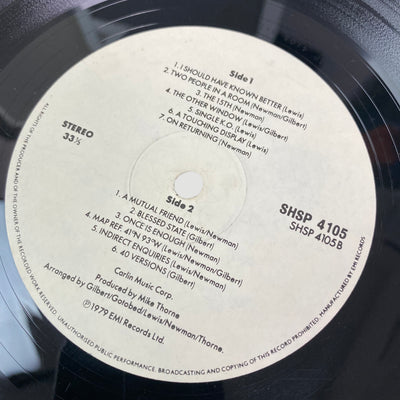 Side 1
1. I SHOULD HAVE KNOWN BETTER (Lewis)
2. TWO PEOPLE IN A ROOM (Newman/Gilbert)
3. THE 15TH (Newman)
4. THE OTHER WINDOW (Lewis/Gilbert)
5. SINGLE K.O. (Lewis)
6. A TOUCHING DISPLAY (Lewis)
7. ON RETURNING (Newman)
STEREO
33⅓
Side 2
1. A MUTUAL FRIEND (Lewis/Newman)
2. BLESSED STATE (Gilbert)
3. ONCE IS ENOUGH (Newman)
4. MAP REF. 41°N 93°W (Lewis/Newman/Gilbert)
5. INDIRECT ENQUIRIES (Lewis/Newman)
6. 40 VERSIONS (Gilbert)
SHSP 4105
SHSP 4105B
Carlin Music Corp.
Produced by Mike Thorne
Arranged by Gilbert/Gotobed/Lewis/Newman/Thorne.
Ⓟ1979 EMI Records Ltd.
ALL RIGHTS OF THE PRODUCER AND OF THE OWNER OF THE RECORDED WORK RESERVED. UNAUTHORISED PUBLIC PERFORMANCE, BROADCASTING AND COPYING OF THIS RECORD PROHIBITED. MANUFACTURED BY EMI RECORDS